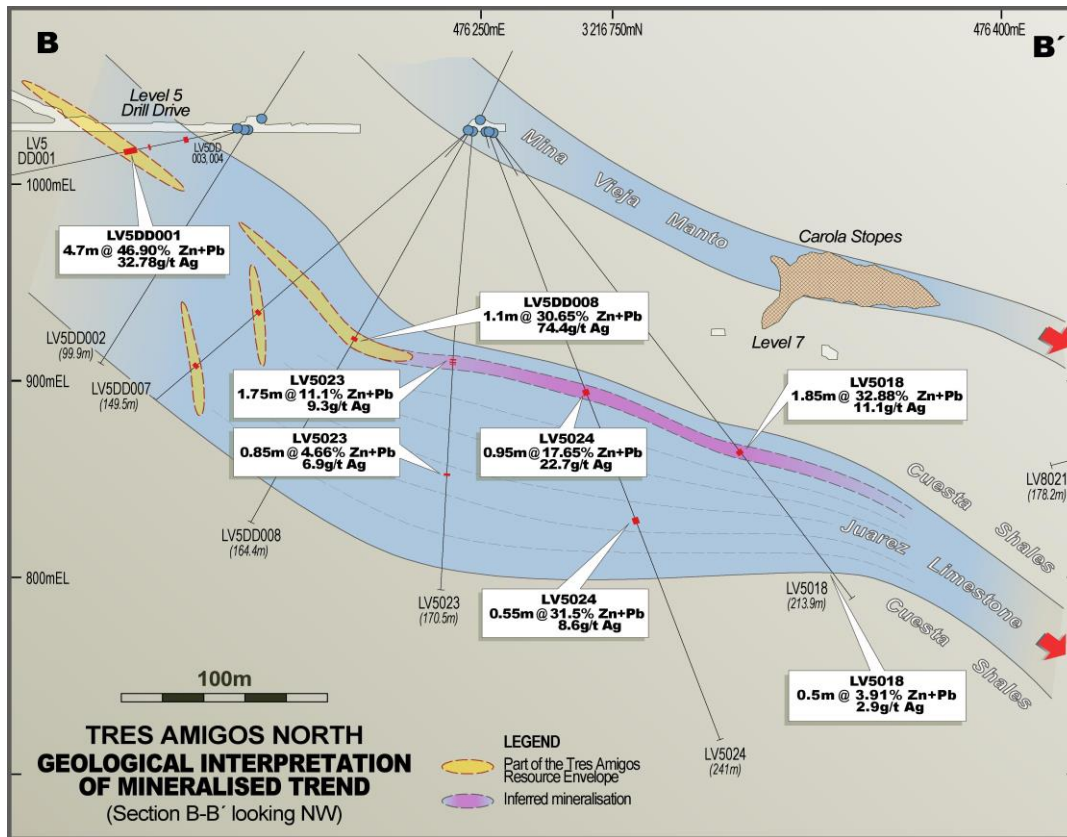 476 250mE
3 216 750mN
476 400mE
B
B´
Level 5
Drill Drive
LV5
DD001
LV5DD
003,004
1000mEL
Mina Vieja Manto
Carola Stopes
LV5DD001
4.7m @ 46.90% Zn+Pb
32.78g/t Ag
LV5DD008
1.1m @ 30.65% Zn+Pb
74.4g/t Ag
Level 7
LV5DD002
(99.9m)
900mEL
LV5DD007
(149.5m)
LV5023
1.75m @ 11.1% Zn+Pb
9.3g/t Ag
LV5018
1.85m @ 32.88% Zn+Pb
11.1g/t Ag
LV5023
0.85m @ 4.66% Zn+Pb
6.9g/t Ag
LV5024
0.95m @ 17.65% Zn+Pb
22.7g/t Ag
LV8021
(178.2m)
Cuesta Shales
Juarez Limestone
LV5DD008
(164.4m)
800mEL
LV5023
(170.5m)
LV5018
(213.9m)
Cuesta Shales
LV5024
0.55m @ 31.5% Zn+Pb
8.6g/t Ag
LV5018
0.5m @ 3.91% Zn+Pb
2.9g/t Ag
100m
LV5024
(241m)
TRES AMIGOS NORTH
GEOLOGICAL INTERPRETATION
OF MINERALISED TREND
(Section B-B´ looking NW)
LEGEND
Part of the Tres Amigos
Resource Envelope
Inferred mineralisation